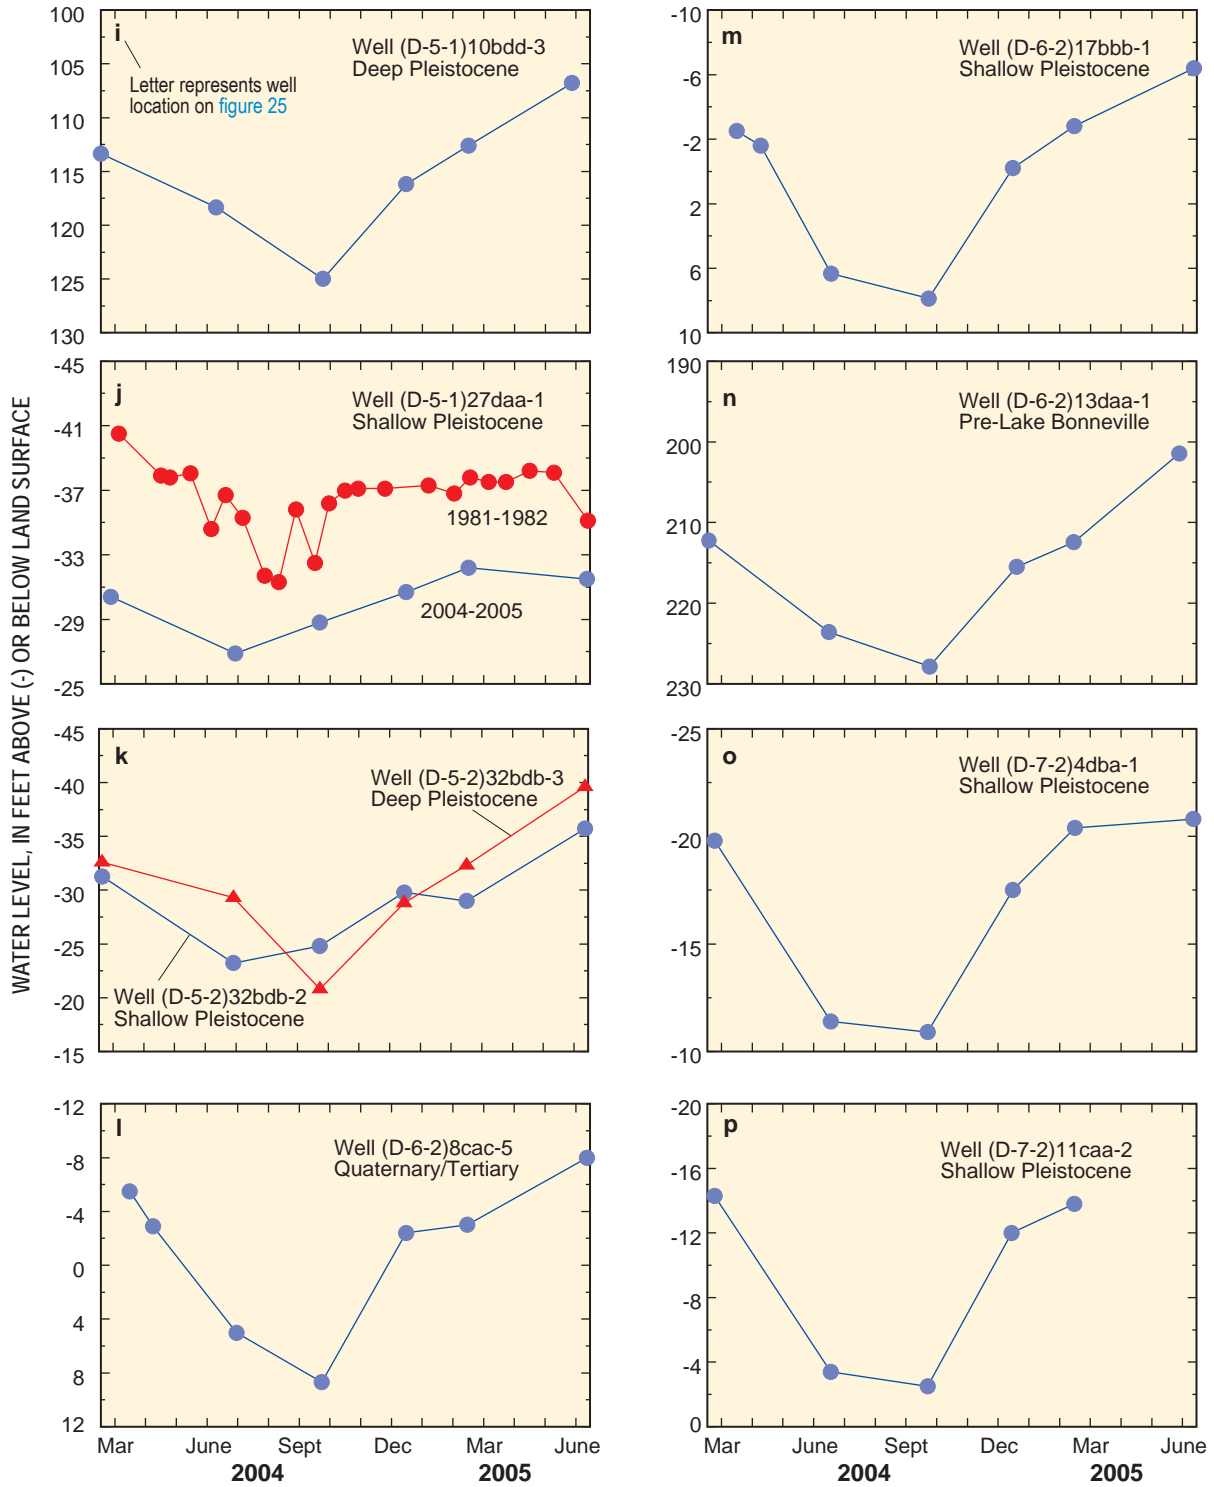 WATER LEVEL, IN FEET ABOVE (-) OR BELOW LAND SURFACE
100
105
110
115
120
125
130
i
Letter represents well
location on figure 25
Well (D-5-1)10bdd-3
Deep Pleistocene
-45
-41
-37
-33
-29
-25
j
Well (D-5-1)27daa-1
Shallow Pleistocene
1981-1982
2004-2005
-45
-40
-35
-30
-25
-20
-15
k
Well (D-5-2)32bdb-3
Deep Pleistocene
Well (D-5-2)32bdb-2
Shallow Pleistocene
-12
-8
-4
0
4
8
12
l
Well (D-6-2)8cac-5
Quaternary/Tertiary
Mar June Sept Dec Mar June
2004 2005
-10
-6
-2
2
6
10
m
Well (D-6-2)17bbb-1
Shallow Pleistocene
190
200
210
220
230
n
Well (D-6-2)13daa-1
Pre-Lake Bonneville
-25
-20
-15
-10
o
Well (D-7-2)4dba-1
Shallow Pleistocene
-20
-16
-12
-8
-4
0
p
Well (D-7-2)11caa-2
Shallow Pleistocene
Mar June Sept Dec Mar June
2004 2005